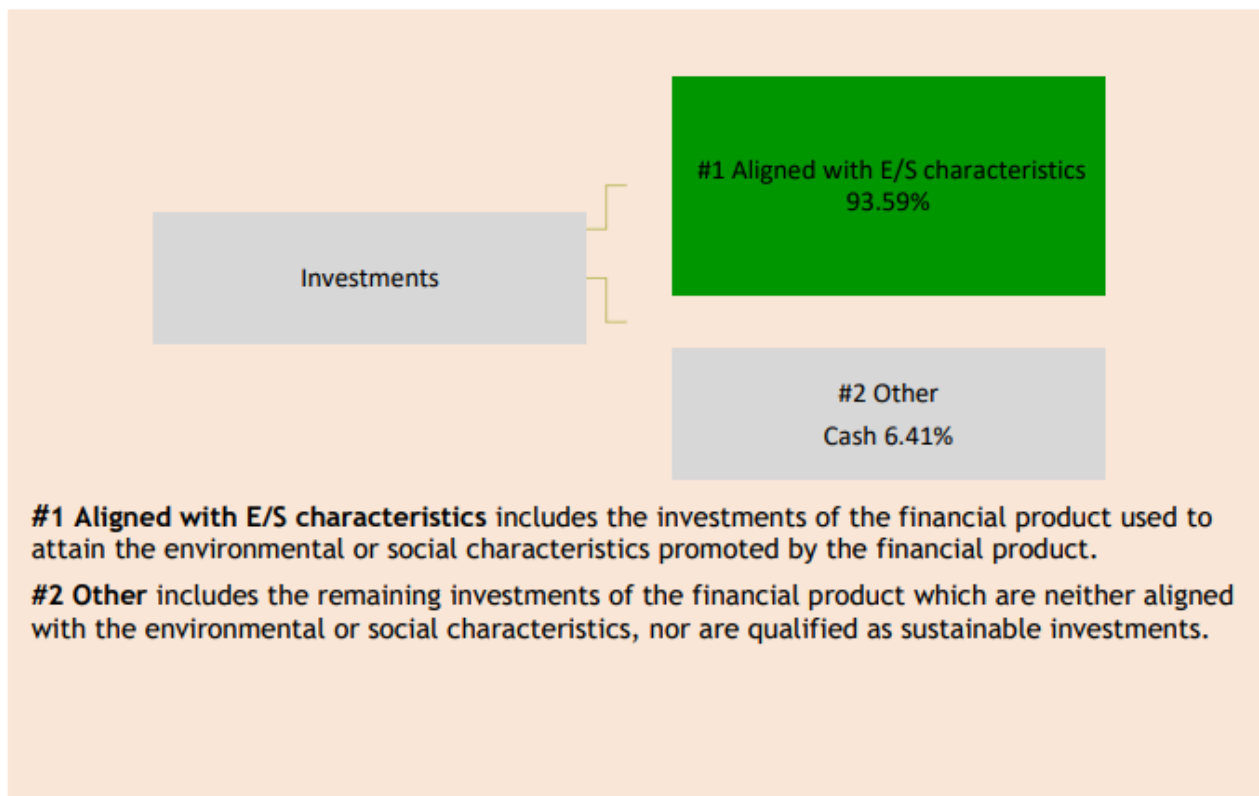 #1 Aligned with E/S characteristics
93.59%
Investments
#2 Other
Cash 6.41%
#1 Aligned with E/S characteristics includes the investments of the financial product used to
attain the environmental or social characteristics promoted by the financial product.
#2 Other includes the remaining investments of the financial product which are neither aligned
with the environmental or social characteristics, nor are qualified as sustainable investments.